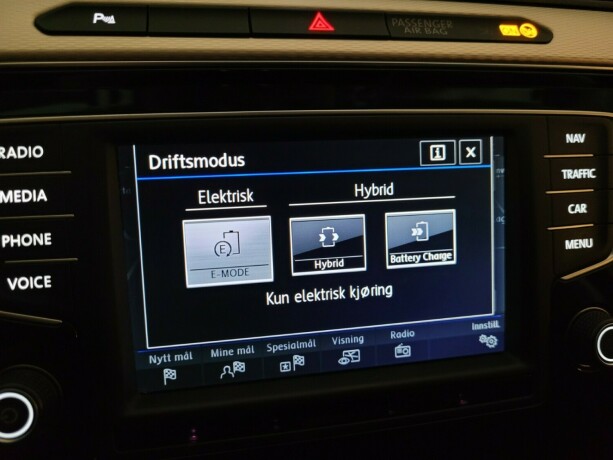 P
PASSENGER
AIR BAG
RADIO
MEDIA
PHONE
VOICE
NAV
TRAFFIC
CAR
MENU
Driftsmodus
i
X
Elektrisk
Hybrid
E
E-MODE
Hybrid
Battery Charge
Kun elektrisk kjøring
Nytt mål
Mine mål
Spesialmål
Visning
Radio
Innstill.